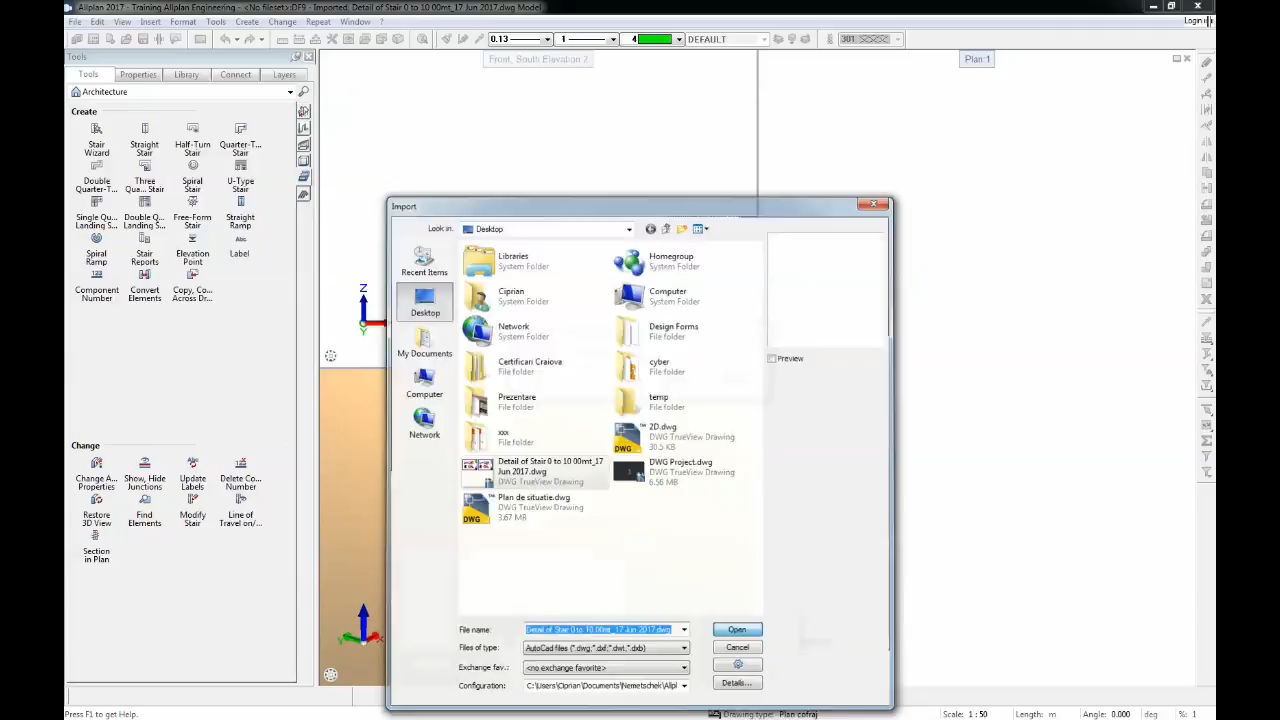 Allplan 2017 - Training Allplan Engineering - <No fileset>:DF9 - Imported: Detail of Stair 0 to 10 00mt_17 Jun 2017.dwg Model]
File Edit View Insert Format Tools Create Change Repeat Window ?
Login
0.13 1 4 DEFAULT 301
Tools
Front, South Elevation 2
Plan:1
Tools Properties Library Connect Layers
Architecture
Create
Stair Wizard
Straight Stair
Half-Turn Stair
Quarter-T... Stair
Double Quarter-T...
Three Qua... Stair
Spiral Stair
U-Type Stair
Single Qu... Landing S...
Double Q... Landing S...
Free-Form Stair
Straight Ramp
Spiral Ramp
Stair Reports
Elevation Point
Label
Component Number
Convert Elements
Copy, Co... Across Dr...
Change
Change A... Properties
Show, Hide Junctions
Update Labels
Delete Co... Number
Restore 3D View
Find Elements
Modify Stair
Line of Travel on/...
Section in Plan
Z
Y
Import
Look in: Desktop
Recent Items
Desktop
My Documents
Computer
Network
Libraries
System Folder
Homegroup
System Folder
Ciprian
System Folder
Computer
System Folder
Network
System Folder
Design Forms
File folder
Certificari Craiova
File folder
cyber
File folder
Prezentare
File folder
temp
File folder
xxx
File folder
2D.dwg
DWG TrueView Drawing
30.5 KB
Detail of Stair 0 to 10 00mt_17
Jun 2017.dwg
DWG TrueView Drawing
DWG Project.dwg
DWG TrueView Drawing
6.56 MB
Plan de situatie.dwg
DWG TrueView Drawing
3.67 MB
Preview
File name: Detail of Stair 0 to 10 00mt_17 Jun 2017.dwg Open
Files of type: AutoCad files (*.dwg;*.dxf;*.dwt;*.dxb) Cancel
Exchange fav.: <no exchange favorite>
Configuration: C:\Users\Ciprian\Documents\Nemetschek\Allpl Details...
Press F1 to get Help. Drawing type: Plan cofraj Scale: 1 : 50 Length: m Angle: 0.000 deg %: 1